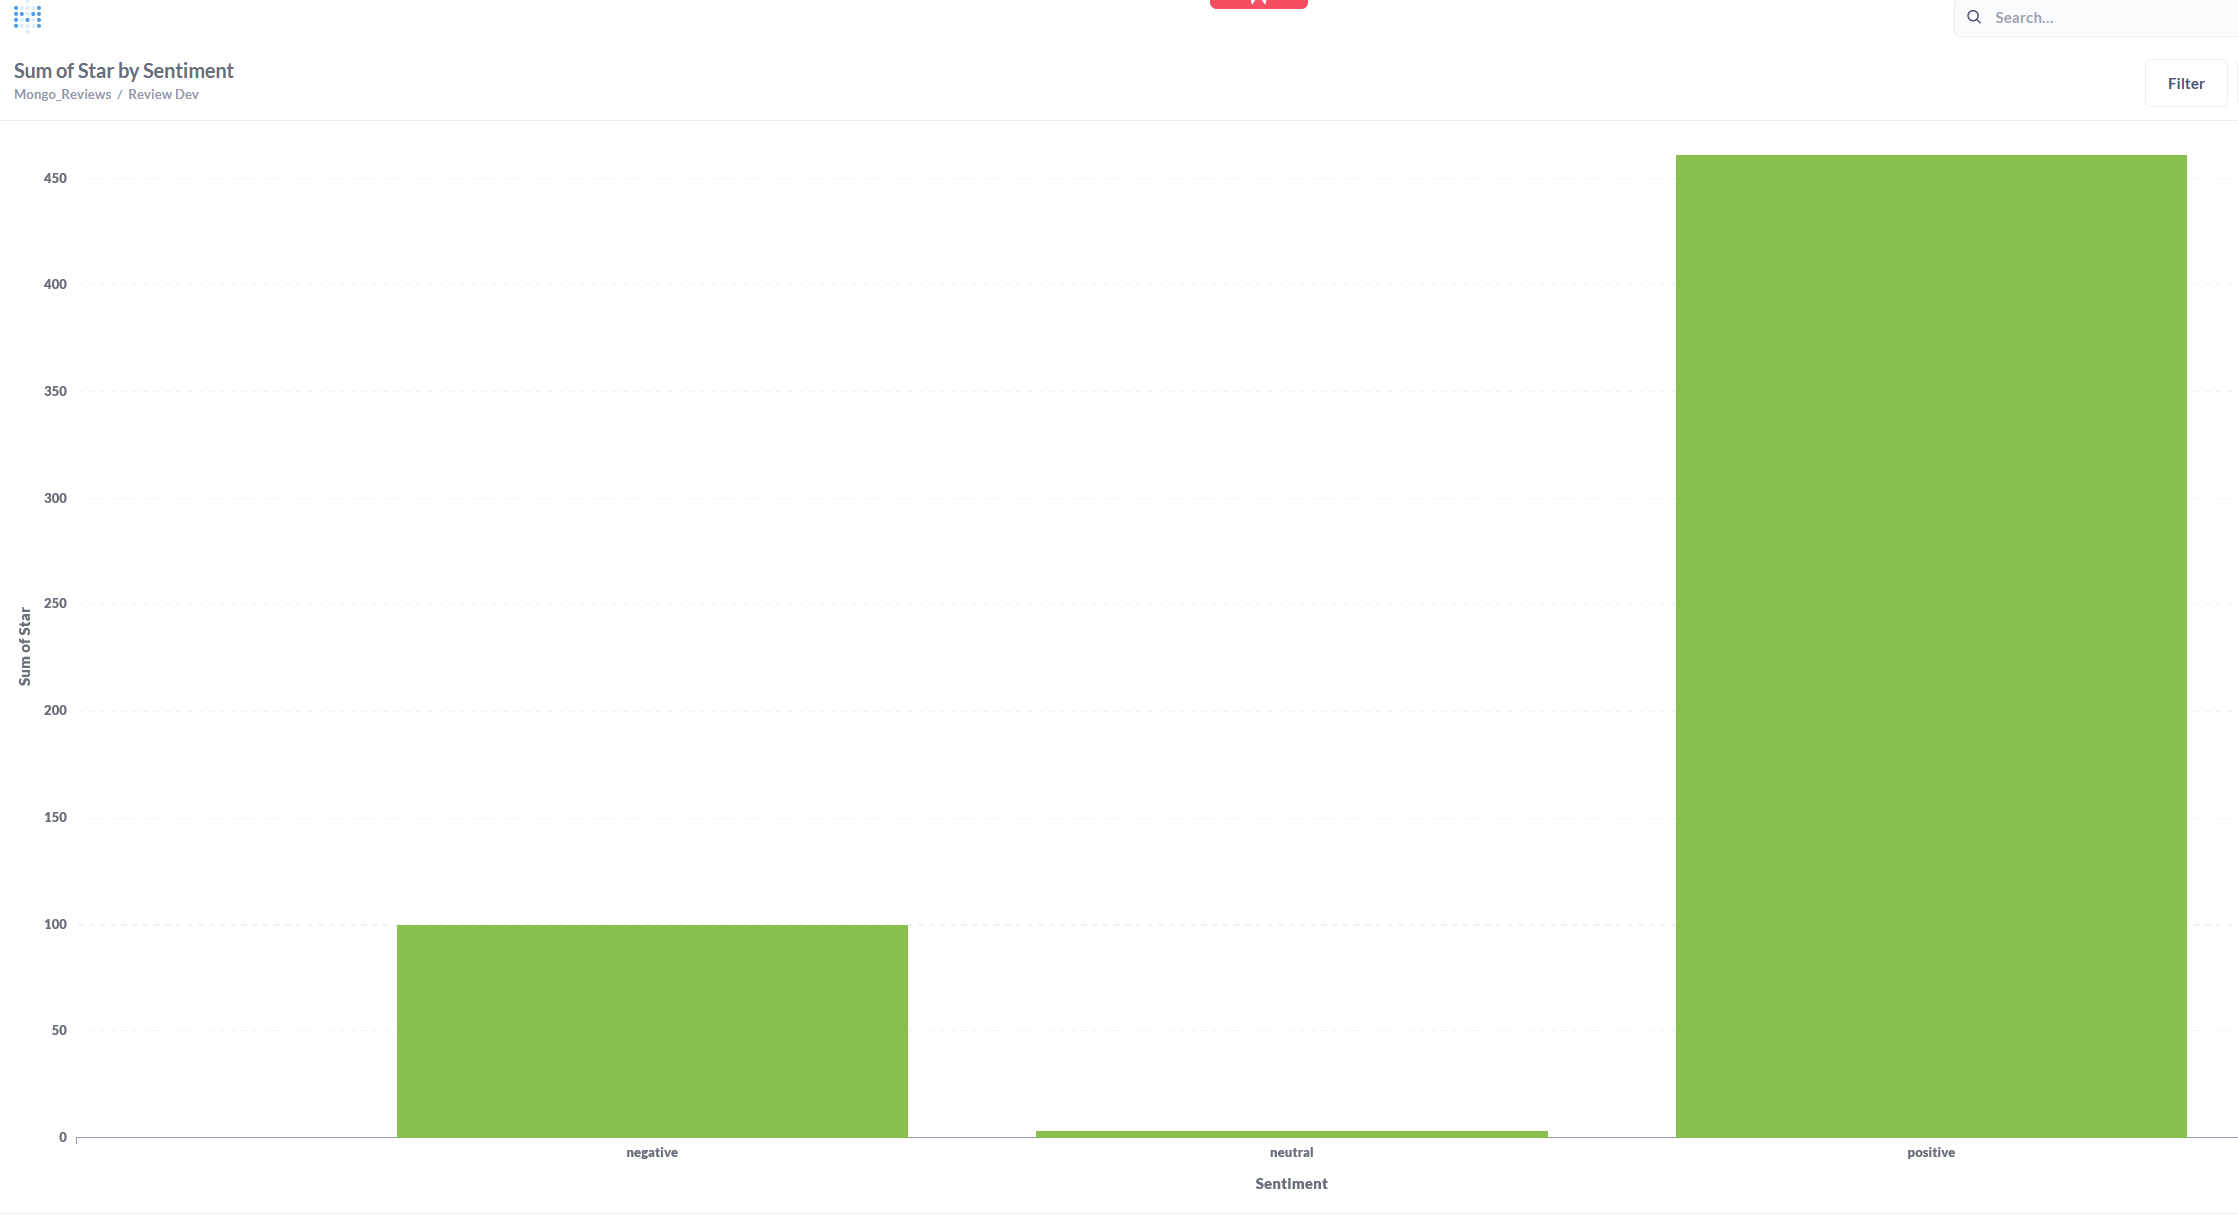 Search...
Sum of Star by Sentiment
Mongo_Reviews / Review Dev
Filter
450
400
350
300
250
200
150
100
50
0
Sum of Star
negative neutral positive
Sentiment